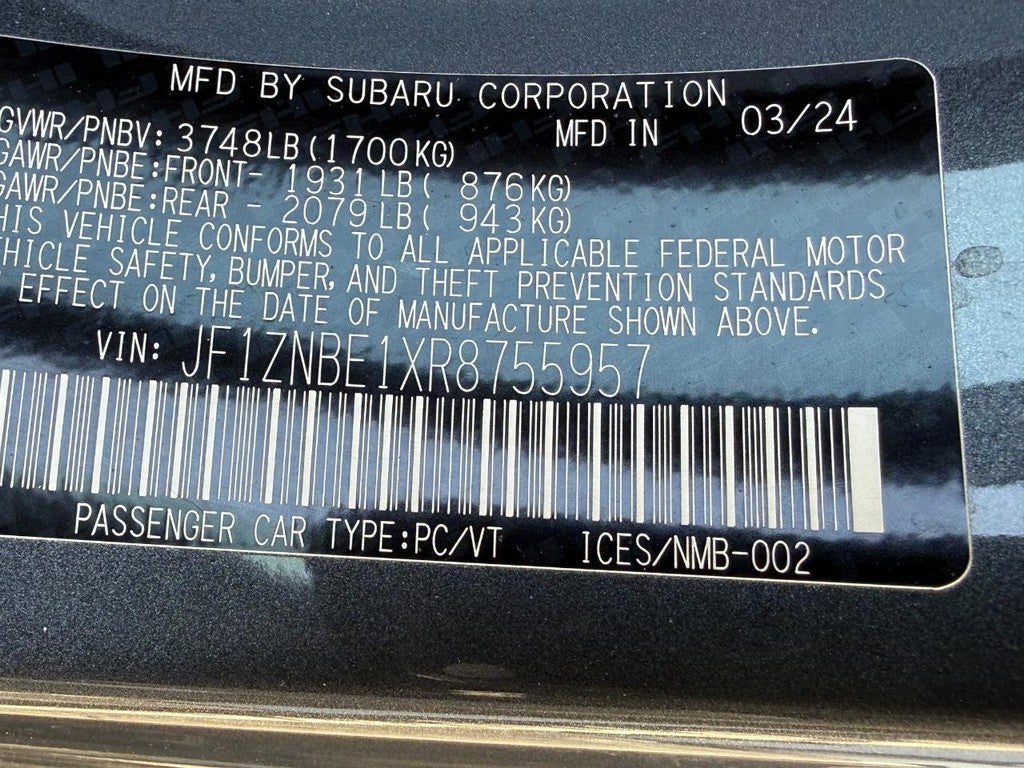 MFD BY SUBARU CORPORATION
MFD IN 03/24
GVWR/PNBV: 3748LB(1700KG)
GAWR/PNBE:FRONT- 1931LB( 876KG)
GAWR/PNBE:REAR - 2079LB( 943KG)
THIS VEHICLE CONFORMS TO ALL APPLICABLE FEDERAL MOTOR
VEHICLE SAFETY, BUMPER, AND THEFT PREVENTION STANDARDS
EFFECT ON THE DATE OF MANUFACTURE SHOWN ABOVE.
VIN: JF1ZNBE1XR8755957
PASSENGER CAR TYPE:PC/VT ICES/NMB-002